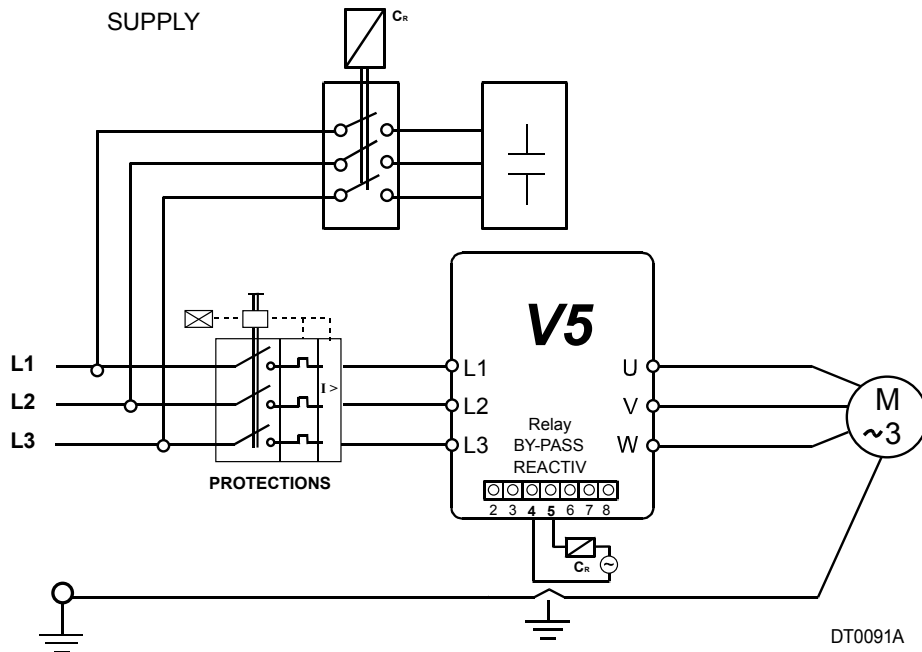 SUPPLY
CR
V5
L1
L2
L3
I >
L1
L2
L3
U
V
W
M
~3
Relay
BY-PASS
REACTIV
PROTECTIONS
2 3 4 5 6 7 8
CR
~
DT0091A